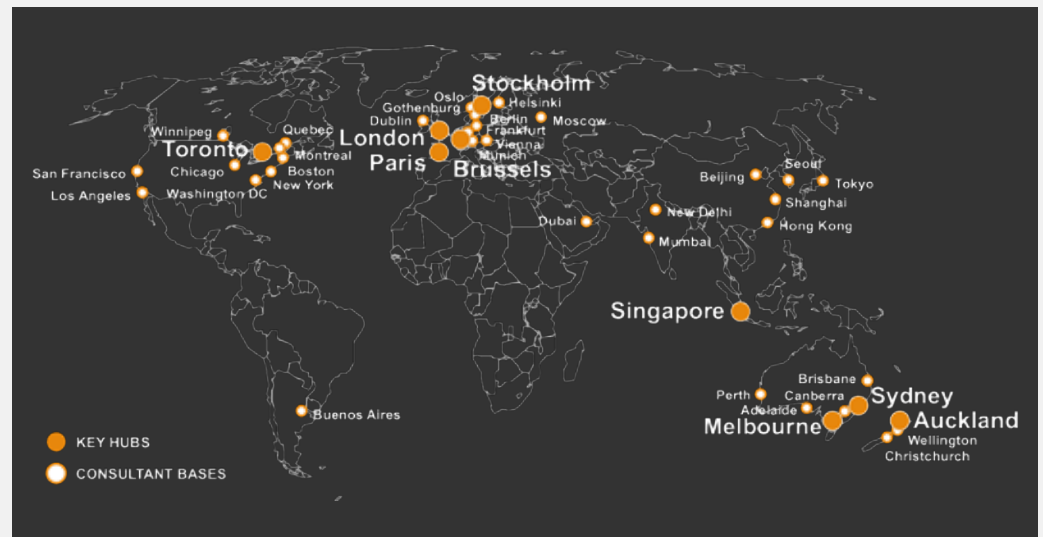 Stockholm
Oslo
Helsinki
Gothenburg
Dublin
Berlin
Moscow
London
Frankfurt
Vienna
Paris
Munich
Brussels
Winnipeg
Quebec
Toronto
Montreal
Chicago
Boston
San Francisco
New York
Los Angeles
Washington DC
Seoul
Beijing
Tokyo
Shanghai
Hong Kong
Dubai
New Delhi
Mumbai
Singapore
Brisbane
Perth
Canberra
Sydney
Adelaide
Melbourne
Auckland
Wellington
Christchurch
Buenos Aires
KEY HUBS
CONSULTANT BASES